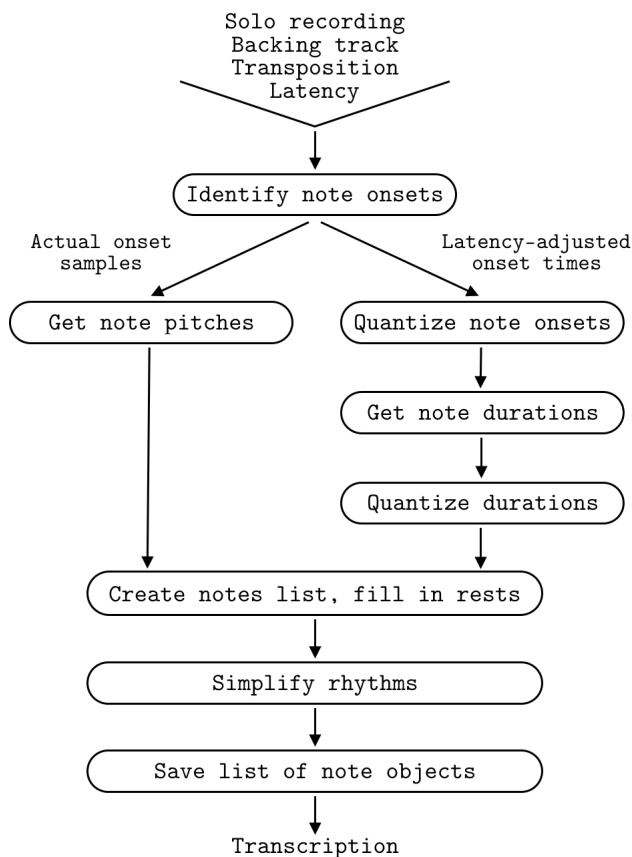 Solo recording
Backing track
Transposition
Latency
Identify note onsets
Actual onset
samples
Latency-adjusted
onset times
Get note pitches
Quantize note onsets
Get note durations
Quantize durations
Create notes list, fill in rests
Simplify rhythms
Save list of note objects
Transcription